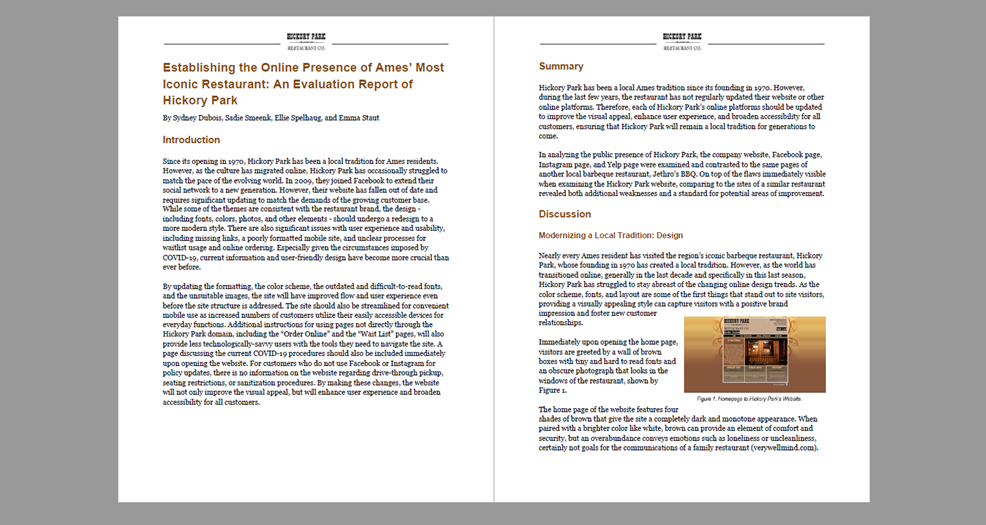 HICKORY PARK
RESTAURANT CO.
Establishing the Online Presence of Ames' Most
Iconic Restaurant: An Evaluation Report of
Hickory Park
By Sydney Dubois, Sadie Smeenk, Ellie Spelhaug, and Emma Staut
Introduction
Since its opening in 1970, Hickory Park has been a local tradition for Ames residents.
However, as the culture has migrated online, Hickory Park has occasionally struggled to
match the pace of the evolving world. In 2009, they joined Facebook to extend their
social network to a new generation. However, their website has fallen out of date and
requires significant updating to match the demands of the growing customer base.
While some of the themes are consistent with the restaurant brand, the design -
including fonts, colors, photos, and other elements - should undergo a redesign to a
more modern style. There are also significant issues with user experience and usability,
including missing links, a poorly formatted mobile site, and unclear processes for
waitlist usage and online ordering. Especially given the circumstances imposed by
COVID-19, current information and user-friendly design have become more crucial than
ever before.
By updating the formatting, the color scheme, the outdated and difficult-to-read fonts,
and the unsuitable images, the site will have improved flow and user experience even
before the site structure is addressed. The site should also be streamlined for convenient
mobile use as increased numbers of customers utilize their easily accessible devices for
everyday functions. Additional instructions for using pages not directly through the
Hickory Park domain, including the "Order Online" and the "Wait List" pages, will also
provide less technologically-savvy users with the tools they need to navigate the site. A
page discussing the current COVID-19 procedures should also be included immediately
upon opening the website. For customers who do not use Facebook or Instagram for
policy updates, there is no information on the website regarding drive-through pickup,
seating restrictions, or sanitization procedures. By making these changes, the website
will not only improve the visual appeal, but will enhance user experience and broaden
accessibility for all customers.
HICKORY PARK
RESTAURANT CO.
Summary
Hickory Park has been a local Ames tradition since its founding in 1970. However,
during the last few years, the restaurant has not regularly updated their website or other
online platforms. Therefore, each of Hickory Park's online platforms should be updated
to improve the visual appeal, enhance user experience, and broaden accessibility for all
customers, ensuring that Hickory Park will remain a local tradition for generations to
come.
In analyzing the public presence of Hickory Park, the company website, Facebook page,
Instagram page, and Yelp page were examined and contrasted to the same pages of
another local barbeque restaurant, Jethro's BBQ. On top of the flaws immediately visible
when examining the Hickory Park website, comparing to the sites of a similar restaurant
revealed both additional weaknesses and a standard for potential areas of improvement.
Discussion
Modernizing a Local Tradition: Design
Nearly every Ames resident has visited the region's iconic barbeque restaurant, Hickory
Park, whose founding in 1970 has created a local tradition. However, as the world has
transitioned online, generally in the last decade and specifically in this last season,
Hickory Park has struggled to stay abreast of the changing online design trends. As the
color scheme, fonts, and layout are some of the first things that stand out to site visitors,
providing a visually appealing style can capture visitors with a positive brand
impression and foster new customer
relationships.
Immediately upon opening the home page,
visitors are greeted by a wall of brown
boxes with tiny and hard to read fonts and
an obscure photograph that looks in the
windows of the restaurant, shown by
Figure 1.
HICKORY PARK
Figure 1. Homepage to Hickory Park's Website.
The home page of the website features four
shades of brown that give the site a completely dark and monotone appearance. When
paired with a brighter color like white, brown can provide an element of comfort and
security, but an overabundance conveys emotions such as loneliness or uncleanliness,
certainly not goals for the communications of a family restaurant (verywellmind.com).